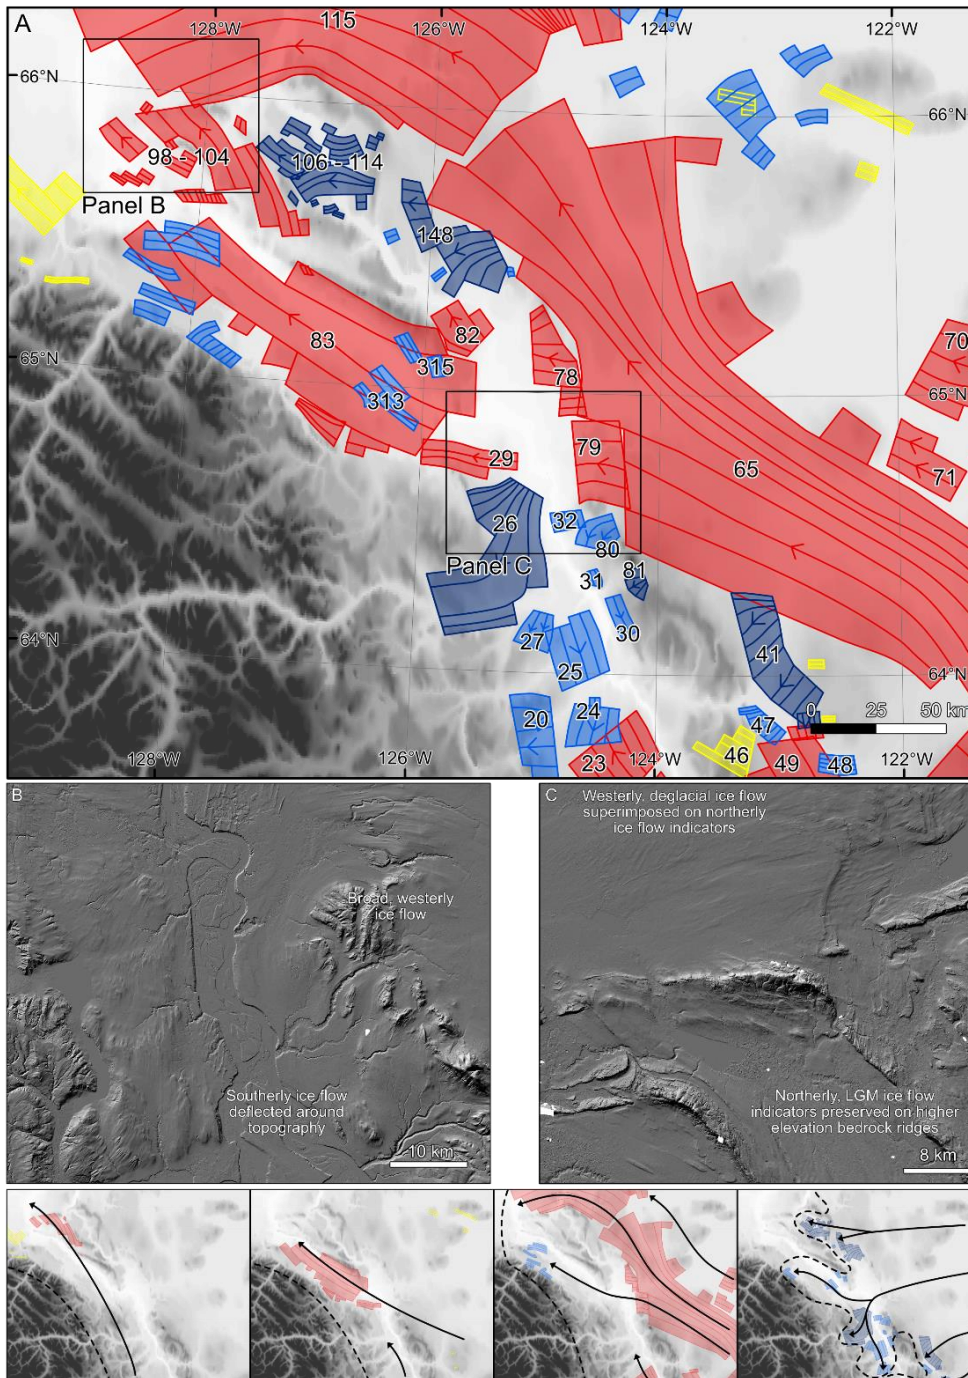 A
128°W
126°W
124°W
122°W
115
66°N
66°N
98 - 104
106 - 114
Panel B
148
82
83
315
78
70
65°N
65°N
313
79
65
71
29
26
32
80
Panel C
31
81
30
64°N
27
41
64°N
25
20
24
47
0 25 50 km
46
23
49
48
128°W
126°W
124°W
122°W
B
Broad, westerly
ice flow
Southerly ice flow
deflected around
topography
10 km
C
Westerly, deglacial ice flow
superimposed on northerly
ice flow indicators
Northerly, LGM ice flow
indicators preserved on higher
elevation bedrock ridges
8 km